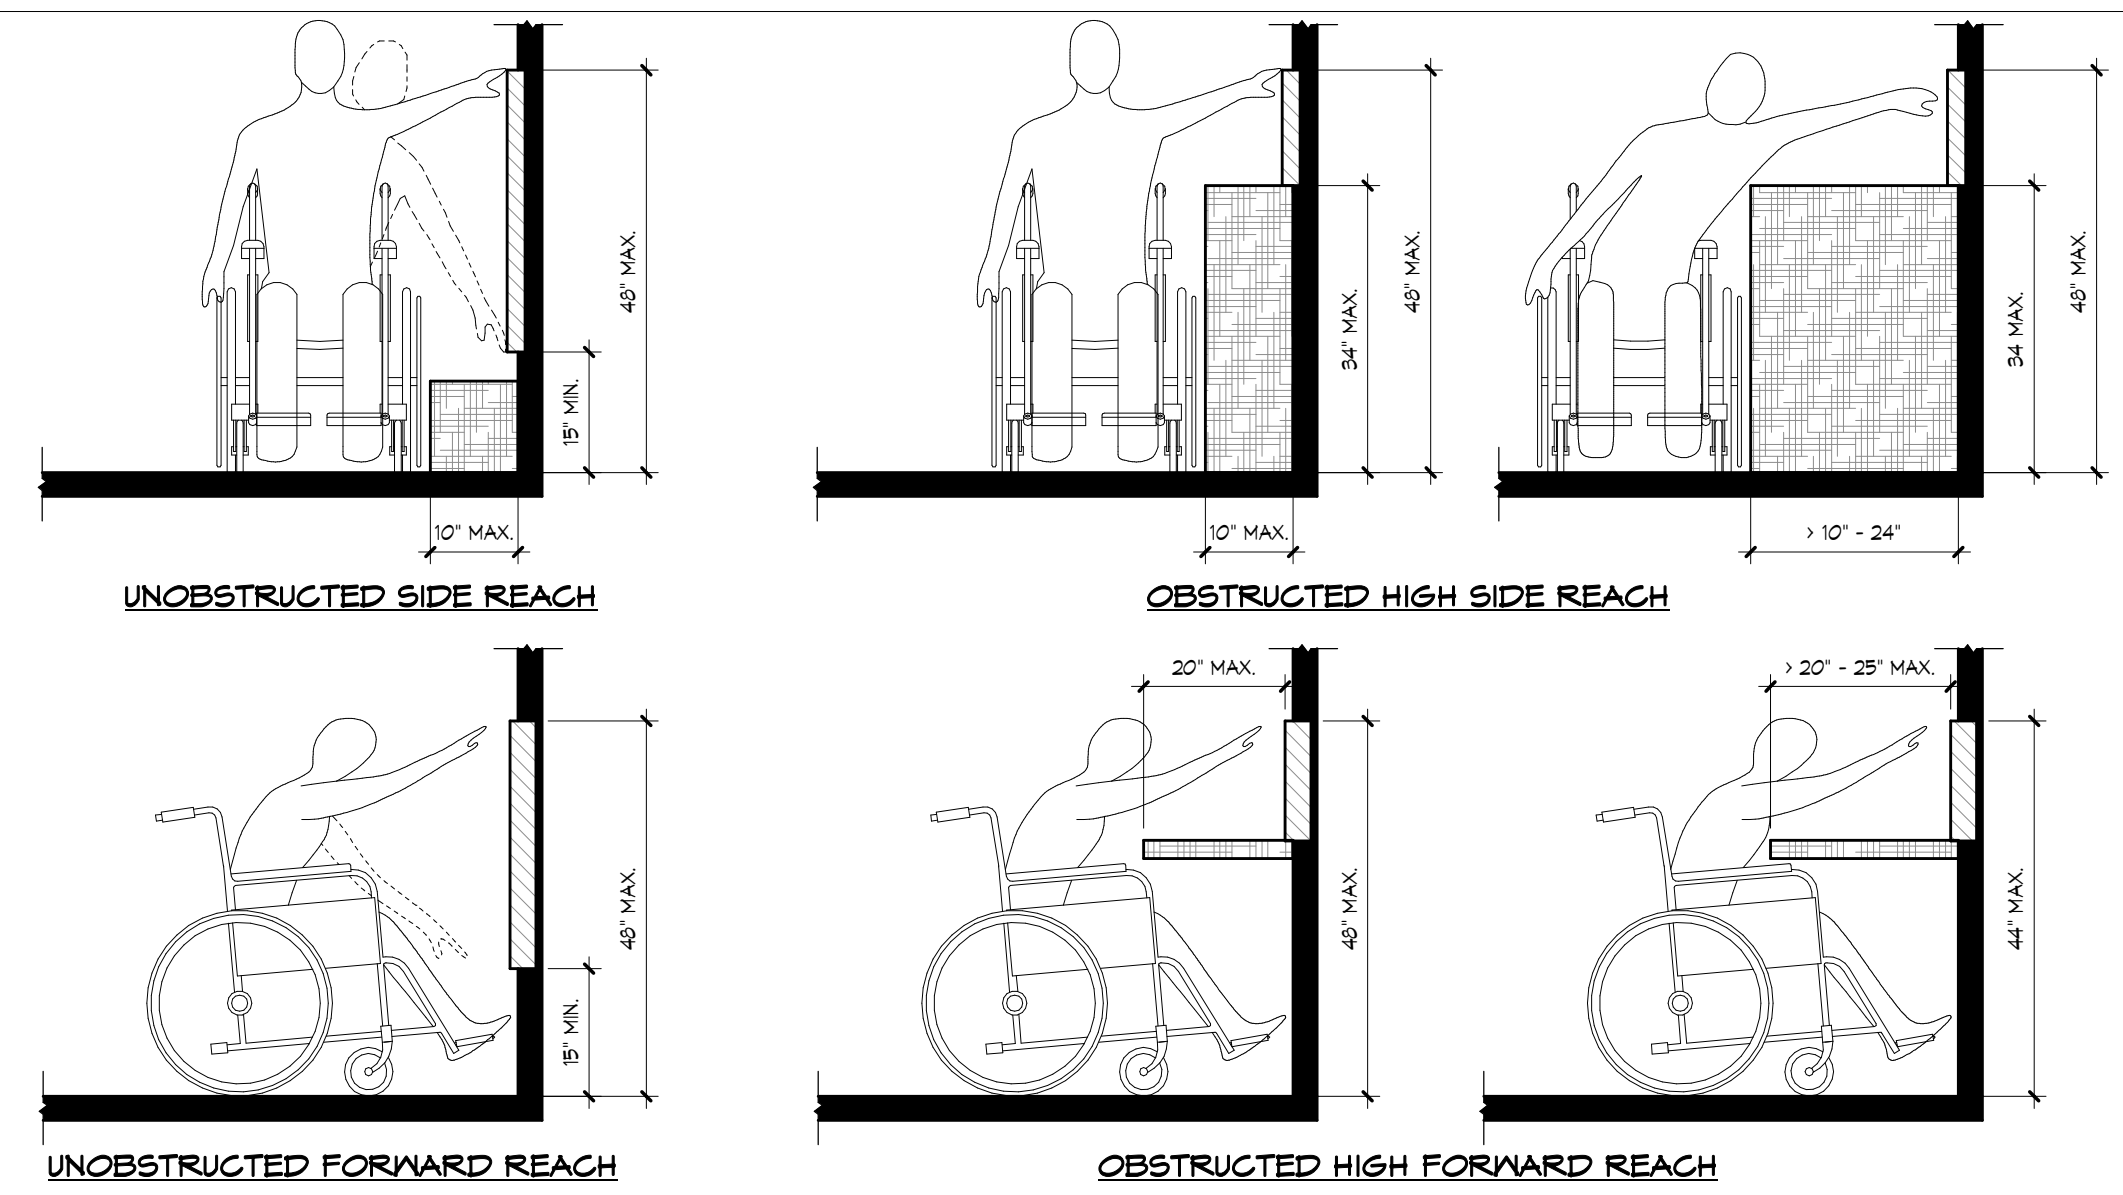 48" MAX.
15" MIN.
10" MAX.
UNOBSTRUCTED SIDE REACH
34" MAX.
48" MAX.
10" MAX.
34 MAX.
48" MAX.
> 10" - 24"
OBSTRUCTED HIGH SIDE REACH
48" MAX.
15" MIN.
UNOBSTRUCTED FORWARD REACH
20" MAX.
48" MAX.
> 20" - 25" MAX.
44" MAX.
OBSTRUCTED HIGH FORWARD REACH